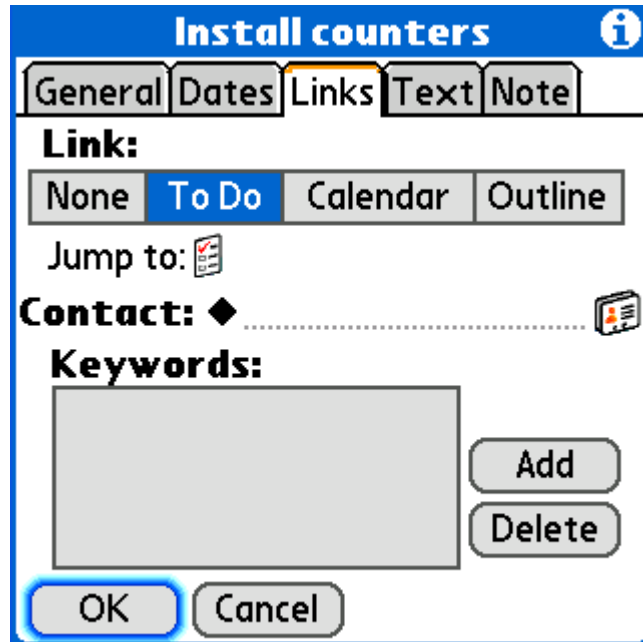 Install counters
General Dates Links Text Note
Link:
None To Do Calendar Outline
Jump to:
Contact:
Keywords:
Add
Delete
OK Cancel